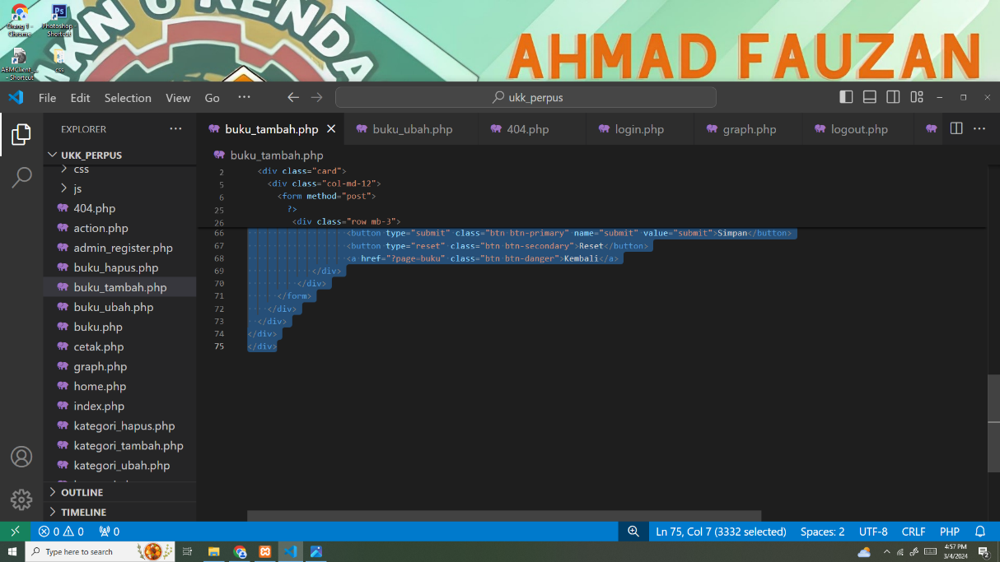 Orang 1 -
Chrome
Photoshop -
Shortcut
ABMClient_...
- Shortcut
css
KN 6 KENDA
AHMAD FAUZAN
File Edit Selection View Go ··· ukk_perpus
EXPLORER ···
UKK_PERPUS
css
js
404.php
action.php
admin_register.php
buku_hapus.php
buku_tambah.php
buku_ubah.php
buku.php
cetak.php
graph.php
home.php
index.php
kategori_hapus.php
kategori_tambah.php
kategori_ubah.php
OUTLINE
TIMELINE
buku_tambah.php buku_ubah.php 404.php login.php graph.php logout.php ···
buku_tambah.php
2 <div class="card">
5 <div class="col-md-12">
6 <form method="post">
25 ?>
26 <div class="row mb-3">
66 <button type="submit" class="btn btn-primary" name="submit" value="submit">Simpan</button>
67 <button type="reset" class="btn btn-secondary">Reset</button>
68 <a href="?page=buku" class="btn btn-danger">Kembali</a>
69 </div>
70 </div>
71 </form>
72 </div>
73 </div>
74 </div>
75 </div>
0 0 0 Ln 75, Col 7 (3332 selected) Spaces: 2 UTF-8 CRLF PHP
Type here to search
4:57 PM
3/4/2024
2